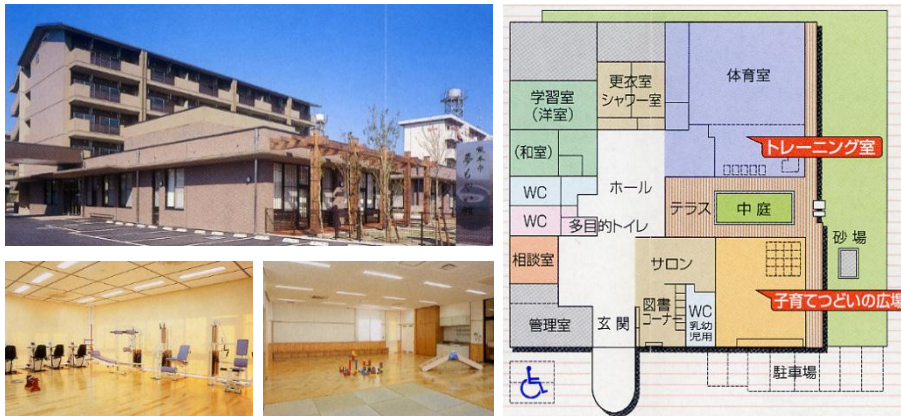 体育室
更衣室
シャワー室
学習室
(洋室)
トレーニング室
(和室)
ホール
WC
テラス
中庭
WC
多目的トイレ
砂場
相談室
サロン
子育てつどいの広場
図書
コーナー
WC
乳幼
児用
管理室
玄関
駐車場